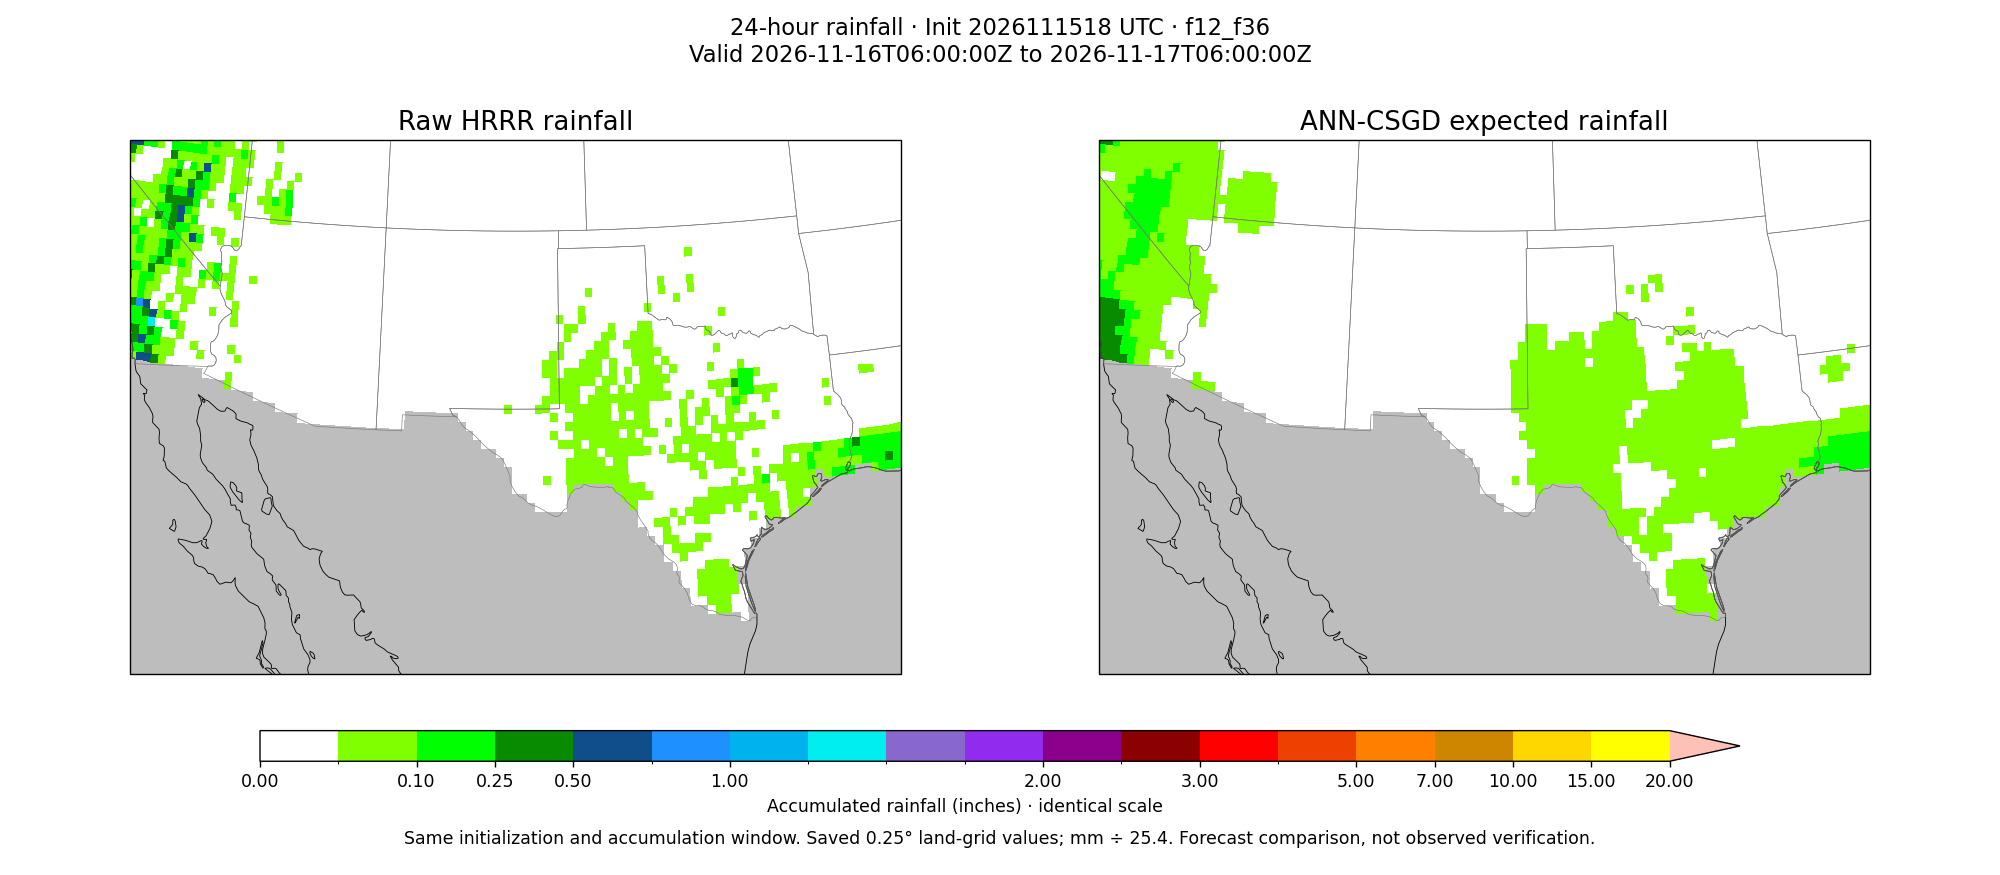 24-hour rainfall · Init 2026111518 UTC · f12_f36
Valid 2026-11-16T06:00:00Z to 2026-11-17T06:00:00Z
Raw HRRR rainfall
ANN-CSGD expected rainfall
0.00 0.10 0.25 0.50 1.00 2.00 3.00 5.00 7.00 10.00 15.00 20.00
Accumulated rainfall (inches) · identical scale
Same initialization and accumulation window. Saved 0.25° land-grid values; mm ÷ 25.4. Forecast comparison, not observed verification.